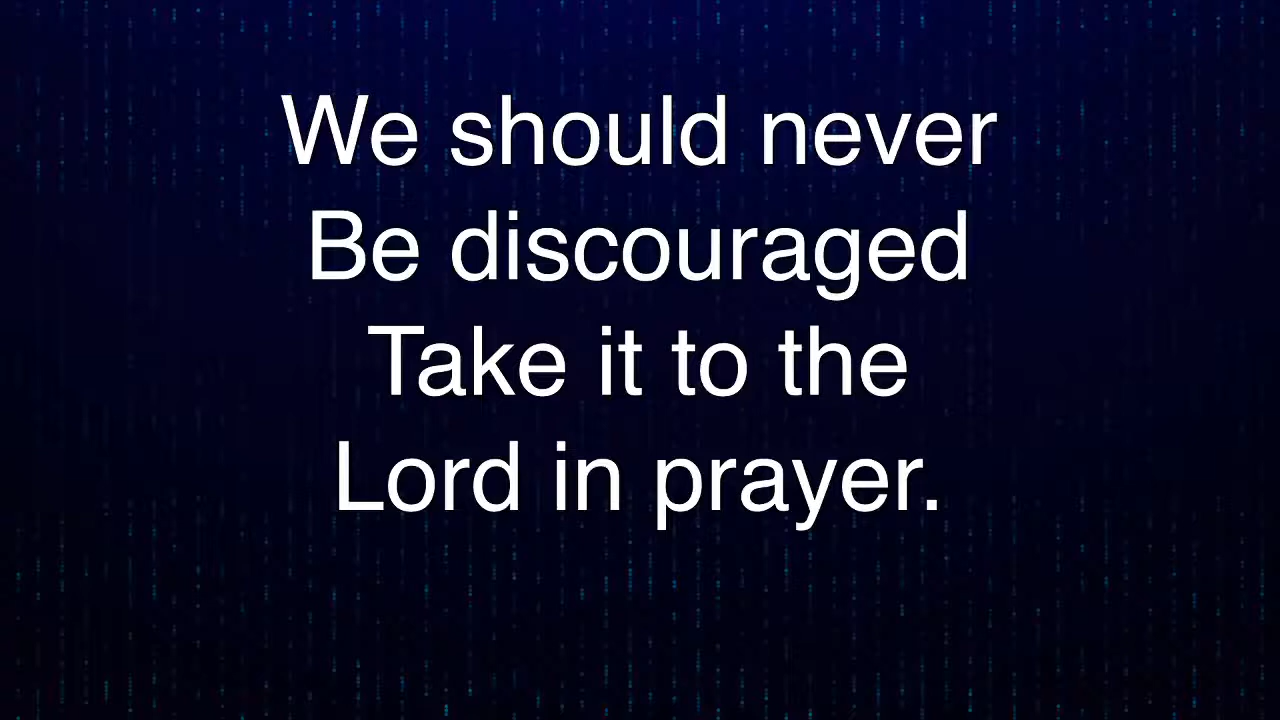 We should never
Be discouraged
Take it to the
Lord in prayer.